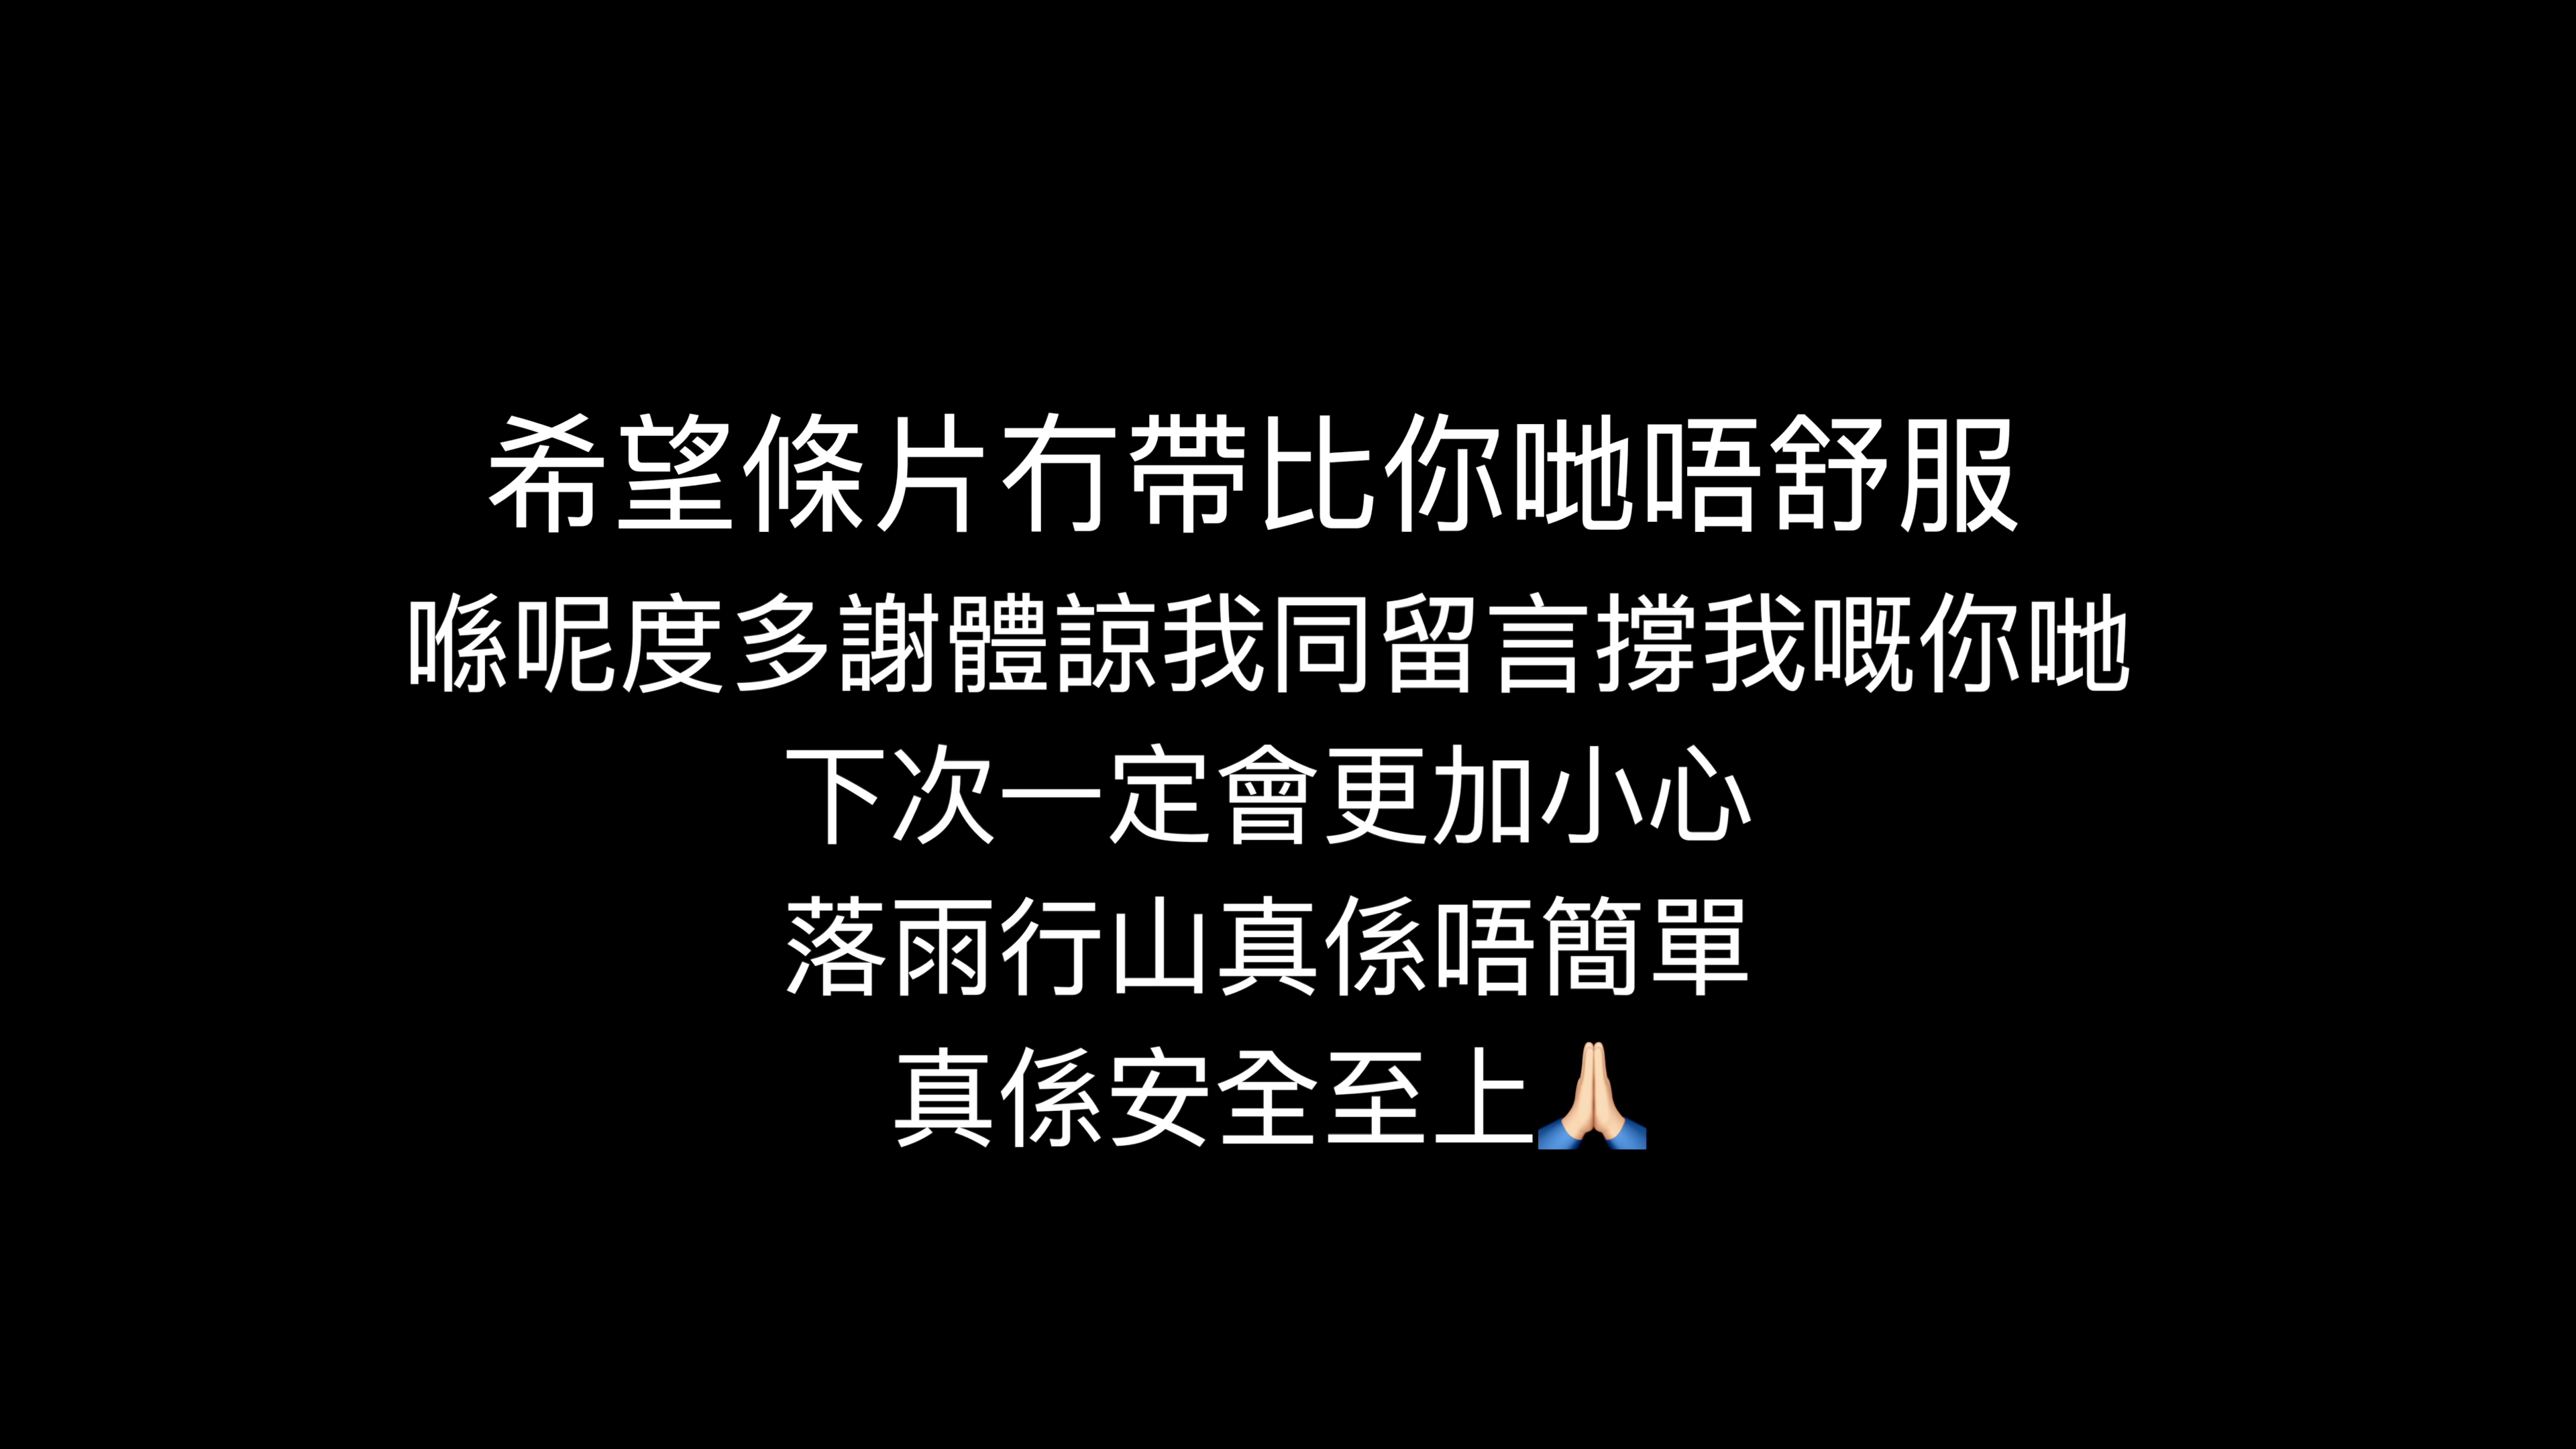 希望條片冇帶比你哋唔舒服
喺呢度多謝體諒我同留言撐我嘅你哋
下次一定會更加小心
落雨行山真係唔簡單
真係安全至上🙏🏻